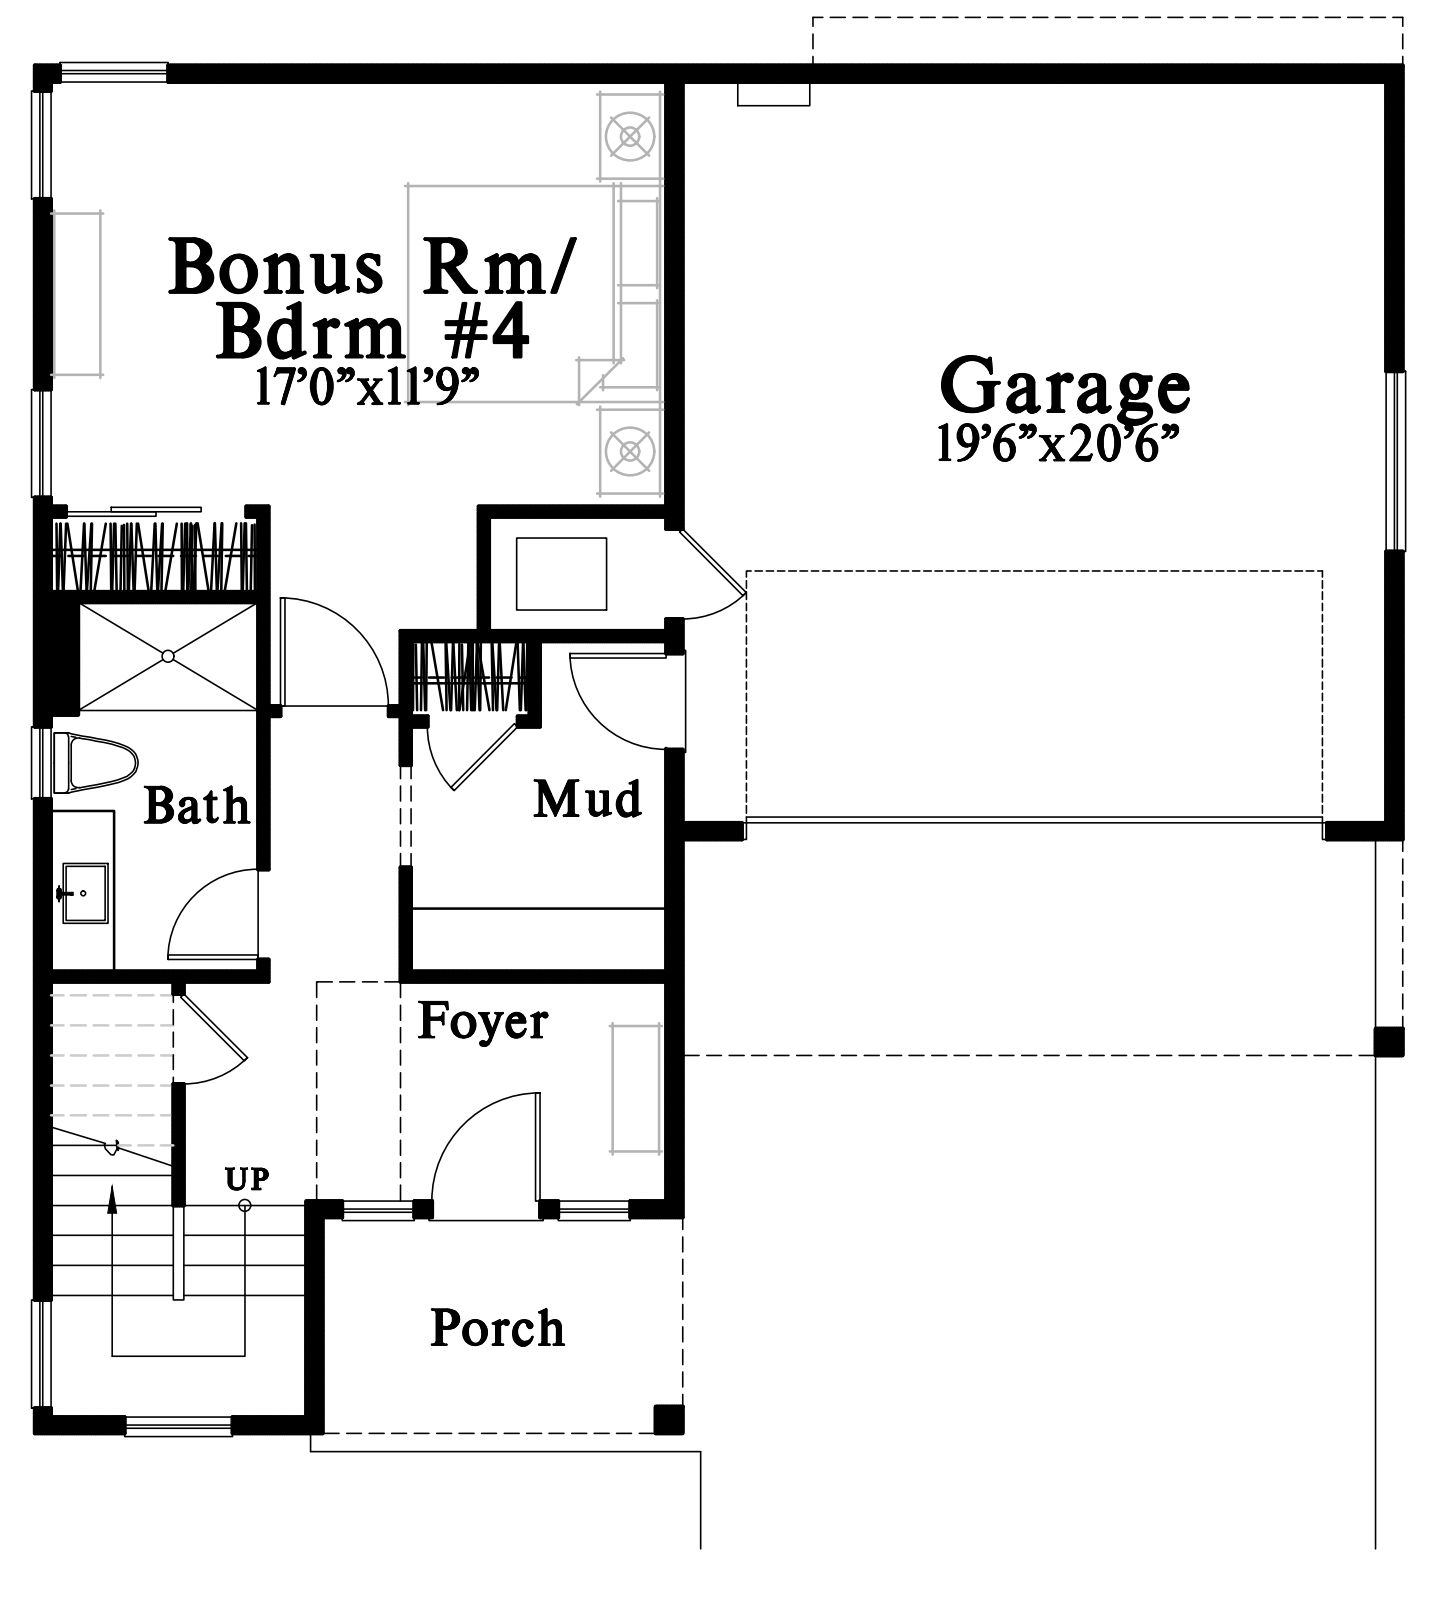 Bonus Rm/
Bdrm #4
17'0"x11'9"
Garage
19'6"x20'6"
Bath
Mud
Foyer
UP
Porch